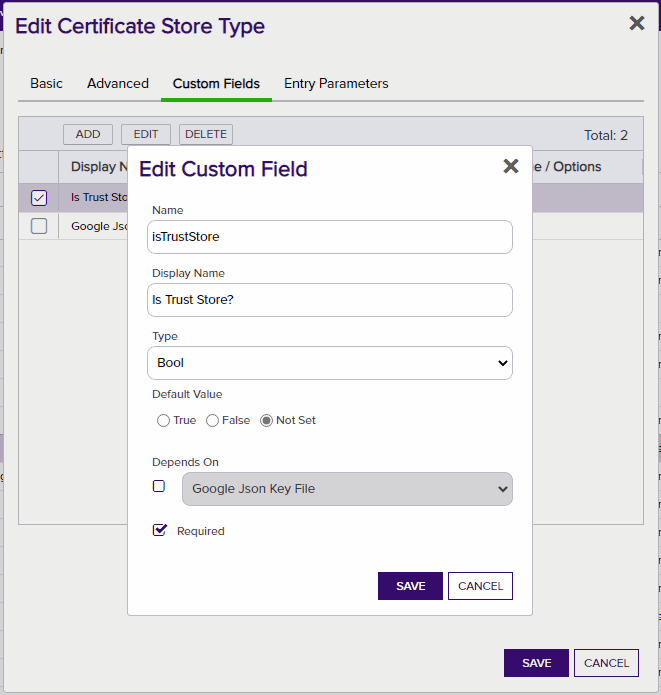 Edit Certificate Store Type
Basic Advanced Custom Fields Entry Parameters
ADD EDIT DELETE Total: 2
Display / Options
Is Trust
Google
Edit Custom Field
Name
isTrustStore
Display Name
Is Trust Store?
Type
Bool
Default Value
True False Not Set
Depends On
Google Json Key File
Required
SAVE CANCEL
SAVE CANCEL